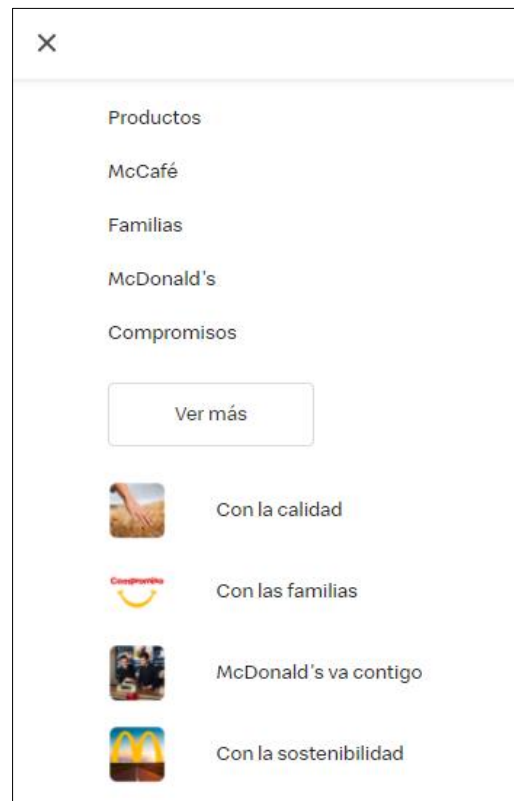 Productos
McCafé
Familias
McDonald's
Compromisos
Ver más
Con la calidad
Compromiso
Con las familias
McDonald's va contigo
Con la sostenibilidad